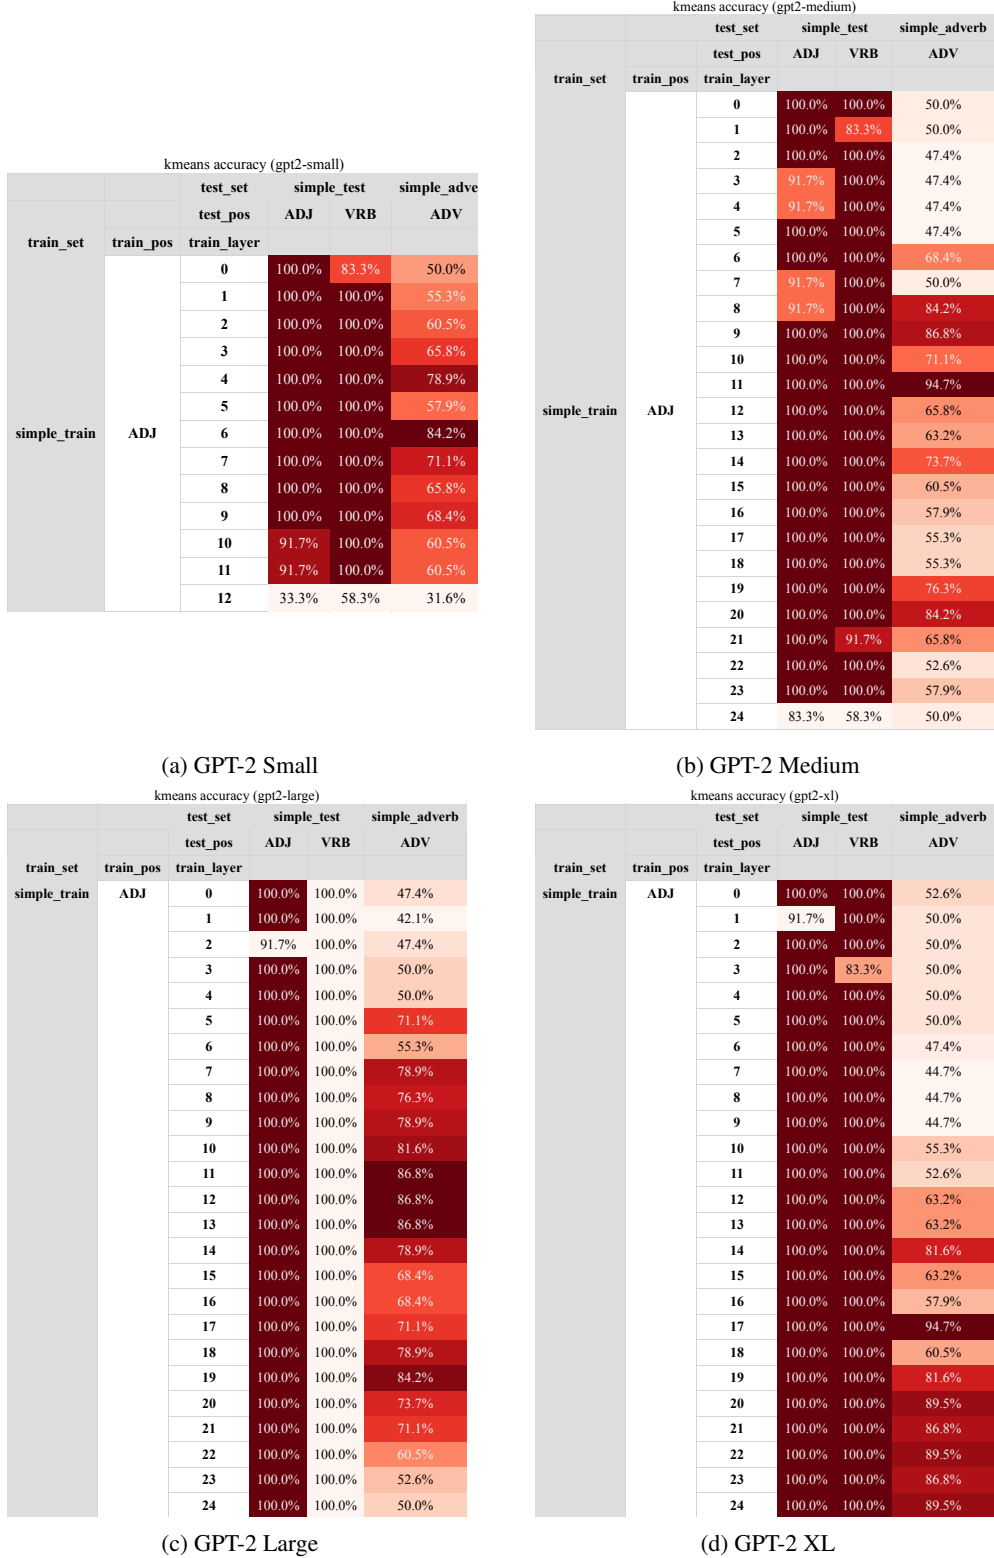 kmeans accuracy (gpt2-small)
test_set simple_test simple_adve
test_pos ADJ VRB ADV
train_set train_pos train_layer
0 100.0% 83.3% 50.0%
1 100.0% 100.0% 55.3%
2 100.0% 100.0% 60.5%
3 100.0% 100.0% 65.8%
4 100.0% 100.0% 78.9%
5 100.0% 100.0% 57.9%
simple_train ADJ 6 100.0% 100.0% 84.2%
7 100.0% 100.0% 71.1%
8 100.0% 100.0% 65.8%
9 100.0% 100.0% 68.4%
10 91.7% 100.0% 60.5%
11 91.7% 100.0% 60.5%
12 33.3% 58.3% 31.6%
(a) GPT-2 Small
kmeans accuracy (gpt2-medium)
test_set simple_test simple_adverb
test_pos ADJ VRB ADV
train_set train_pos train_layer
0 100.0% 100.0% 50.0%
1 100.0% 83.3% 50.0%
2 100.0% 100.0% 47.4%
3 91.7% 100.0% 47.4%
4 91.7% 100.0% 47.4%
5 100.0% 100.0% 47.4%
6 100.0% 100.0% 68.4%
7 91.7% 100.0% 50.0%
8 91.7% 100.0% 84.2%
9 100.0% 100.0% 86.8%
10 100.0% 100.0% 71.1%
11 100.0% 100.0% 94.7%
simple_train ADJ 12 100.0% 100.0% 65.8%
13 100.0% 100.0% 63.2%
14 100.0% 100.0% 73.7%
15 100.0% 100.0% 60.5%
16 100.0% 100.0% 57.9%
17 100.0% 100.0% 55.3%
18 100.0% 100.0% 55.3%
19 100.0% 100.0% 76.3%
20 100.0% 100.0% 84.2%
21 100.0% 91.7% 65.8%
22 100.0% 100.0% 52.6%
23 100.0% 100.0% 57.9%
24 83.3% 58.3% 50.0%
(b) GPT-2 Medium
kmeans accuracy (gpt2-large)
test_set simple_test simple_adverb
test_pos ADJ VRB ADV
train_set train_pos train_layer
simple_train ADJ 0 100.0% 100.0% 47.4%
1 100.0% 100.0% 42.1%
2 91.7% 100.0% 47.4%
3 100.0% 100.0% 50.0%
4 100.0% 100.0% 50.0%
5 100.0% 100.0% 71.1%
6 100.0% 100.0% 55.3%
7 100.0% 100.0% 78.9%
8 100.0% 100.0% 76.3%
9 100.0% 100.0% 78.9%
10 100.0% 100.0% 81.6%
11 100.0% 100.0% 86.8%
12 100.0% 100.0% 86.8%
13 100.0% 100.0% 86.8%
14 100.0% 100.0% 78.9%
15 100.0% 100.0% 68.4%
16 100.0% 100.0% 68.4%
17 100.0% 100.0% 71.1%
18 100.0% 100.0% 78.9%
19 100.0% 100.0% 84.2%
20 100.0% 100.0% 73.7%
21 100.0% 100.0% 71.1%
22 100.0% 100.0% 60.5%
23 100.0% 100.0% 52.6%
24 100.0% 100.0% 50.0%
(c) GPT-2 Large
kmeans accuracy (gpt2-xl)
test_set simple_test simple_adverb
test_pos ADJ VRB ADV
train_set train_pos train_layer
simple_train ADJ 0 100.0% 100.0% 52.6%
1 91.7% 100.0% 50.0%
2 100.0% 100.0% 50.0%
3 100.0% 83.3% 50.0%
4 100.0% 100.0% 50.0%
5 100.0% 100.0% 50.0%
6 100.0% 100.0% 47.4%
7 100.0% 100.0% 44.7%
8 100.0% 100.0% 44.7%
9 100.0% 100.0% 44.7%
10 100.0% 100.0% 55.3%
11 100.0% 100.0% 52.6%
12 100.0% 100.0% 63.2%
13 100.0% 100.0% 63.2%
14 100.0% 100.0% 81.6%
15 100.0% 100.0% 63.2%
16 100.0% 100.0% 57.9%
17 100.0% 100.0% 94.7%
18 100.0% 100.0% 60.5%
19 100.0% 100.0% 81.6%
20 100.0% 100.0% 89.5%
21 100.0% 100.0% 86.8%
22 100.0% 100.0% 89.5%
23 100.0% 100.0% 86.8%
24 100.0% 100.0% 89.5%
(d) GPT-2 XL